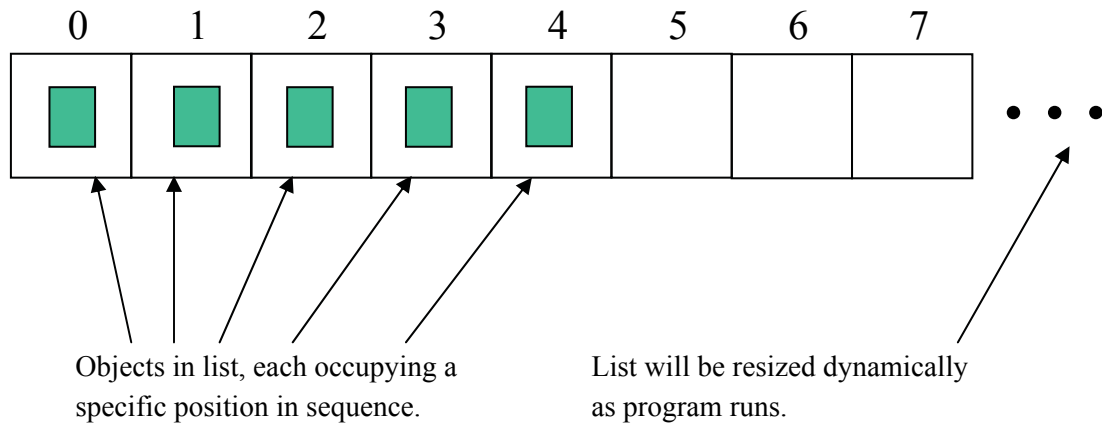 0 1 2 3 4 5 6 7
Objects in list, each occupying a
specific position in sequence.
List will be resized dynamically
as program runs.